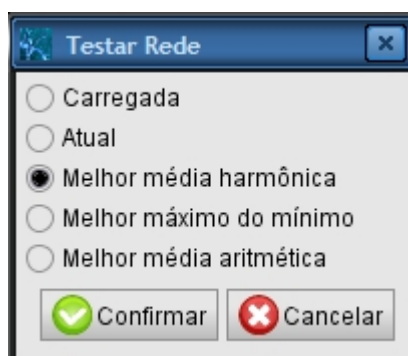 Testar Rede
Carregada
Atual
Melhor média harmônica
Melhor máximo do mínimo
Melhor média aritmética
Confirmar Cancelar